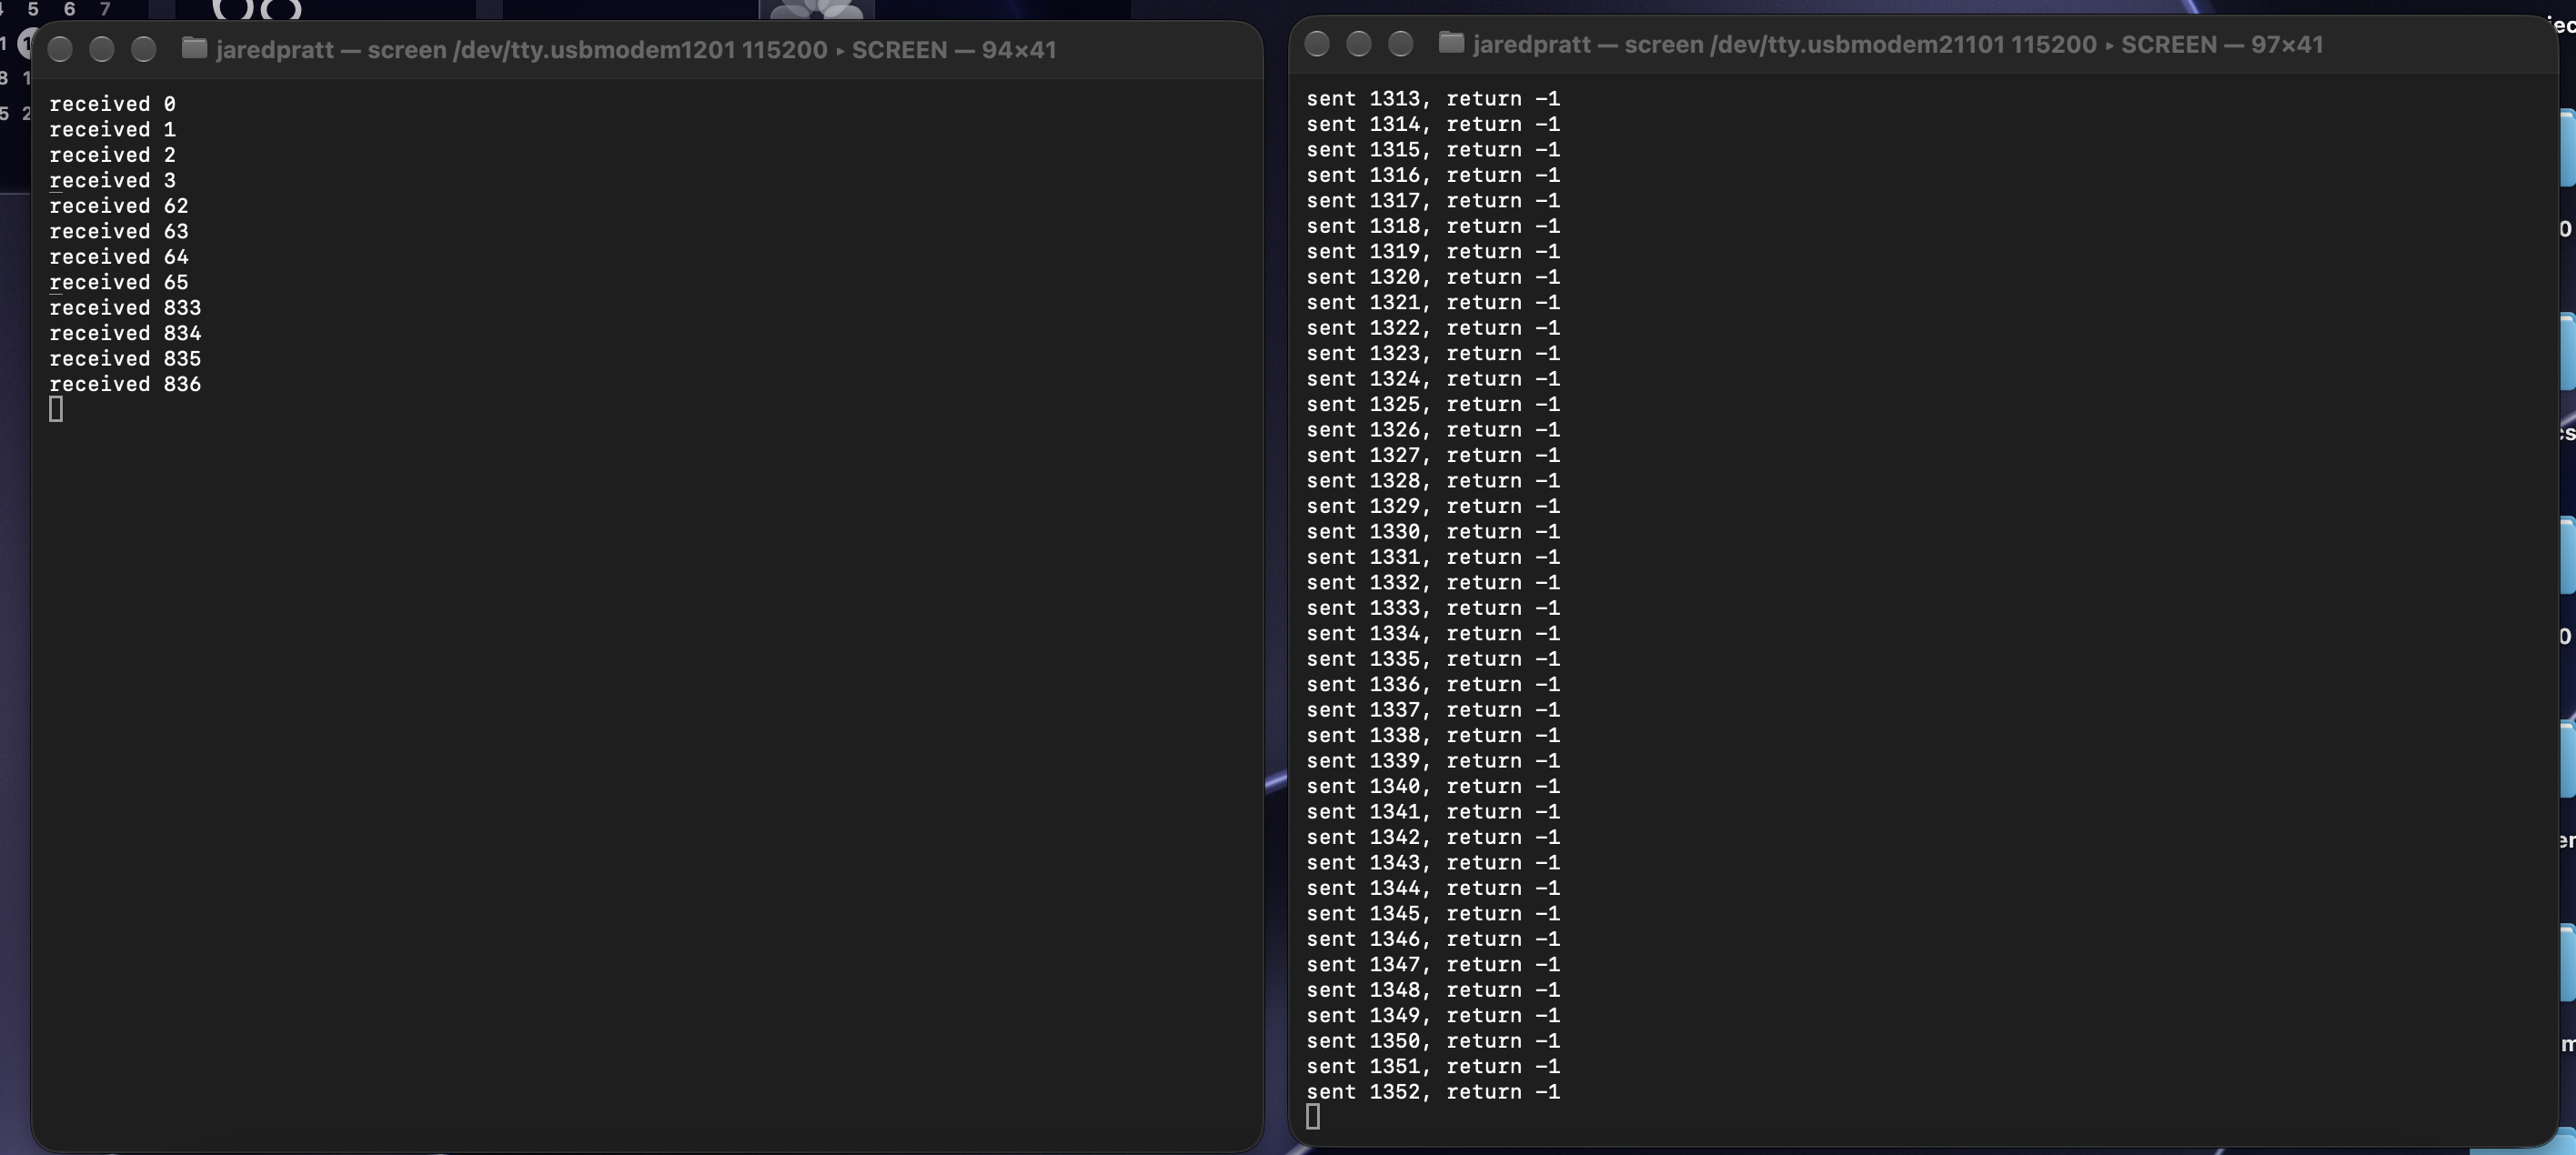 4 5 6 7
jaredpratt — screen /dev/tty.usbmodem1201 115200 ▸ SCREEN — 94×41
received 0
received 1
received 2
received 3
received 62
received 63
received 64
received 65
received 833
received 834
received 835
received 836
jaredpratt — screen /dev/tty.usbmodem21101 115200 ▸ SCREEN — 97×41
sent 1313, return -1
sent 1314, return -1
sent 1315, return -1
sent 1316, return -1
sent 1317, return -1
sent 1318, return -1
sent 1319, return -1
sent 1320, return -1
sent 1321, return -1
sent 1322, return -1
sent 1323, return -1
sent 1324, return -1
sent 1325, return -1
sent 1326, return -1
sent 1327, return -1
sent 1328, return -1
sent 1329, return -1
sent 1330, return -1
sent 1331, return -1
sent 1332, return -1
sent 1333, return -1
sent 1334, return -1
sent 1335, return -1
sent 1336, return -1
sent 1337, return -1
sent 1338, return -1
sent 1339, return -1
sent 1340, return -1
sent 1341, return -1
sent 1342, return -1
sent 1343, return -1
sent 1344, return -1
sent 1345, return -1
sent 1346, return -1
sent 1347, return -1
sent 1348, return -1
sent 1349, return -1
sent 1350, return -1
sent 1351, return -1
sent 1352, return -1